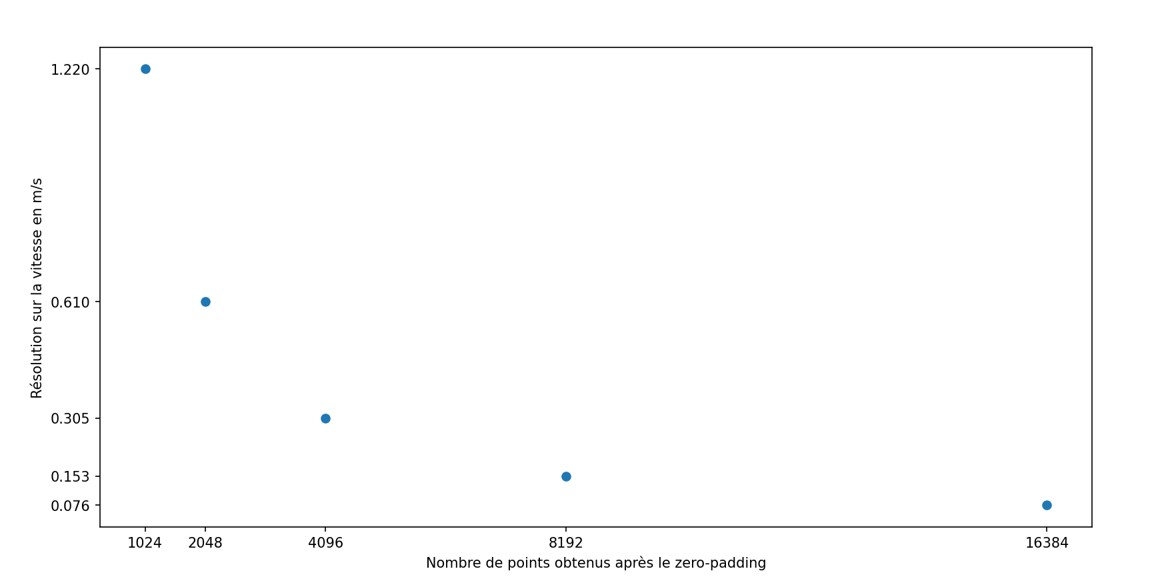 Résolution sur la vitesse en m/s
1.220
0.610
0.305
0.153
0.076
1024 2048 4096 8192 16384
Nombre de points obtenus après le zero-padding